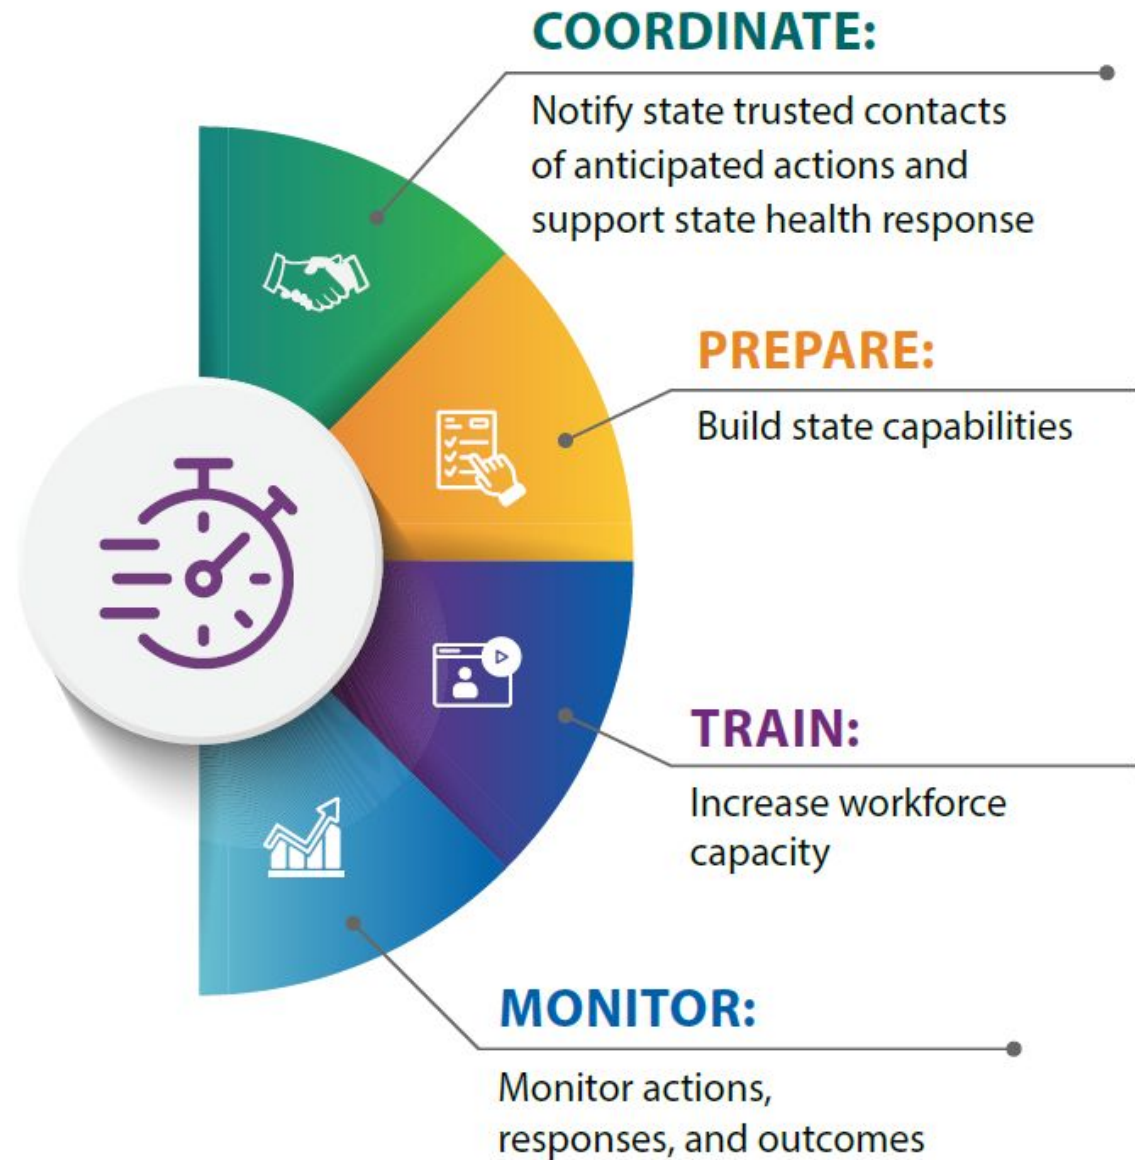 COORDINATE:
Notify state trusted contacts
of anticipated actions and
support state health response
PREPARE:
Build state capabilities
TRAIN:
Increase workforce
capacity
MONITOR:
Monitor actions,
responses, and outcomes